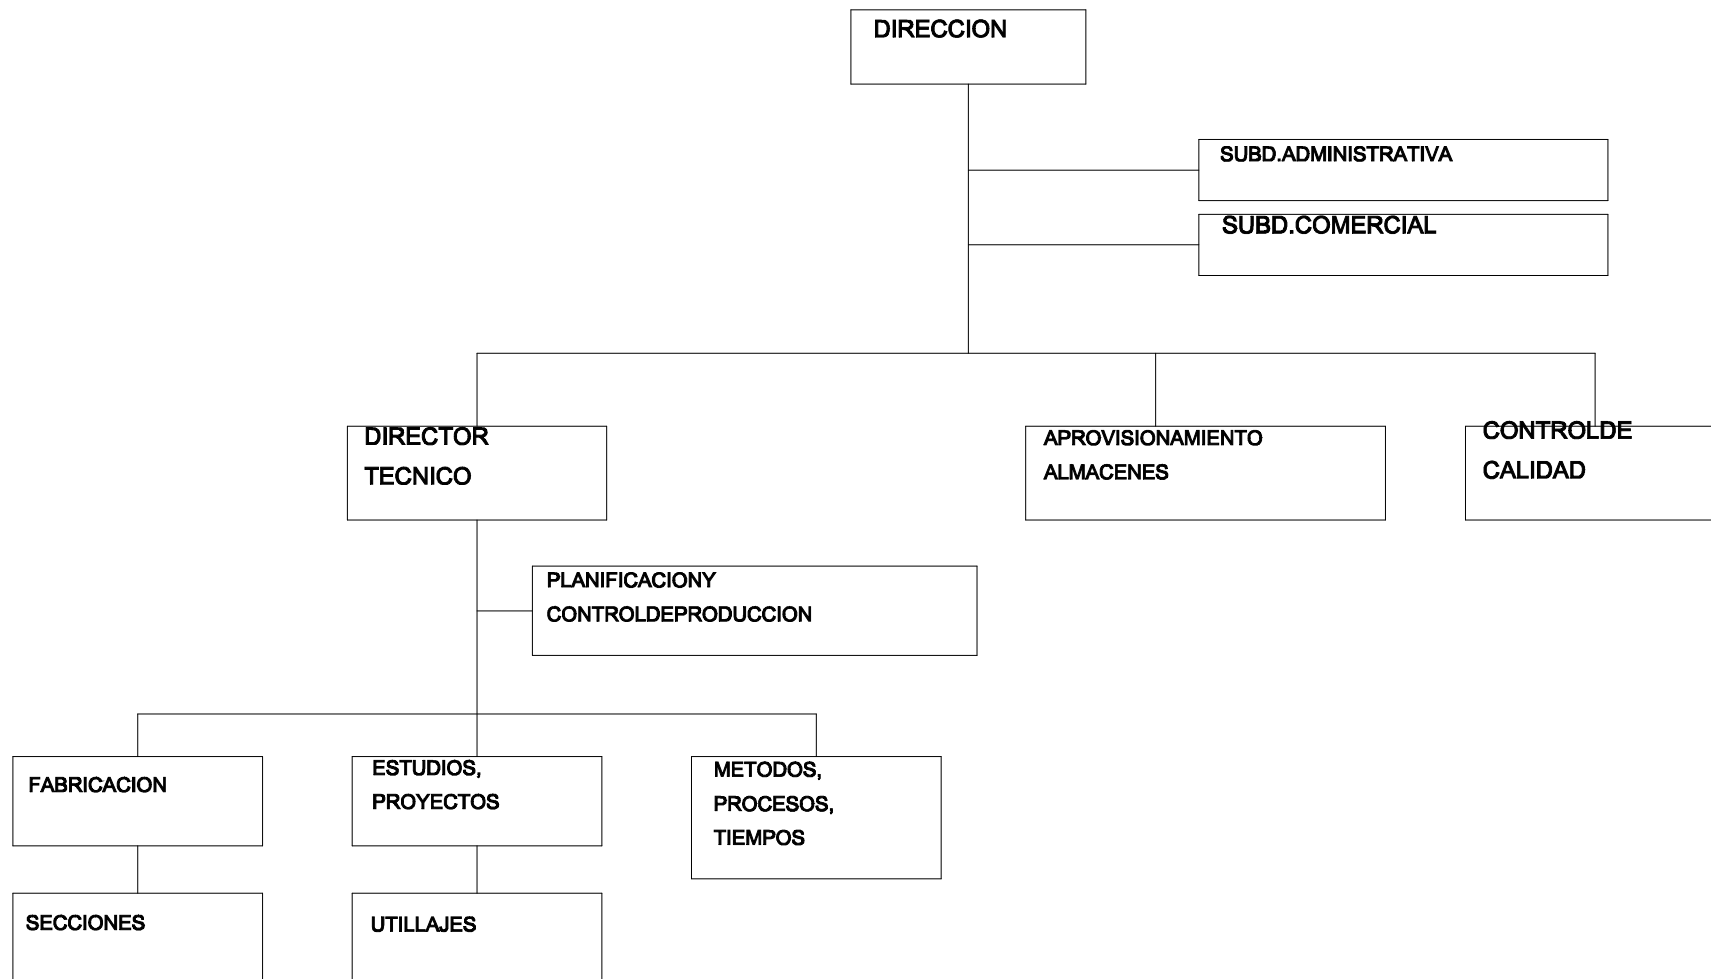 DIRECCION
SUBD.ADMINISTRATIVA
SUBD.COMERCIAL
DIRECTOR
TECNICO
APROVISIONAMIENTO
ALMACENES
CONTROLDE
CALIDAD
PLANIFICACIONY
CONTROLDEPRODUCCION
FABRICACION
ESTUDIOS,
PROYECTOS
METODOS,
PROCESOS,
TIEMPOS
SECCIONES
UTILLAJES